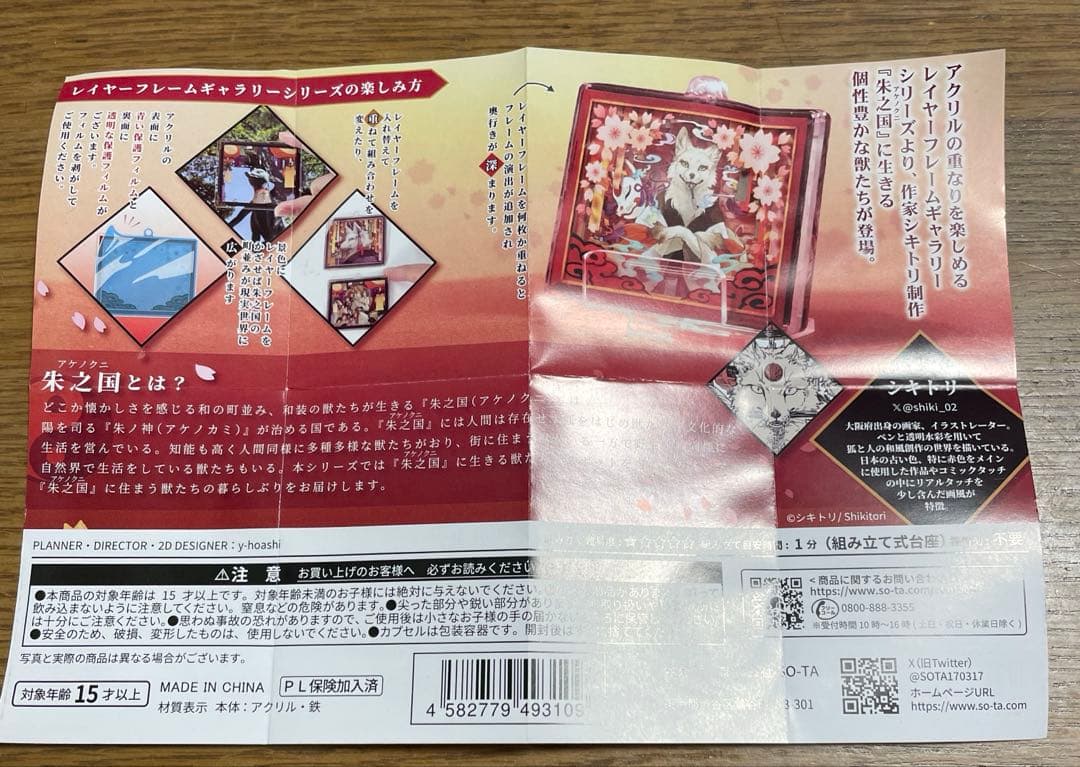 レイヤーフレームギャラリーシリーズの楽しみ方
アクリルの
表面に
青い保護フィルムと
裏面に
透明な保護フィルムが
ございます。
フィルムを剥がして
ご使用ください。
レイヤーフレームを
入れ替えて
重ねて組み合わせを
変えたり、
景色に
レイヤーフレームを
かざせば朱之国の
町並みが現実世界に
広がります
レイヤーフレームを何枚か重ねると
フレームの演出が追加され
奥行きが深まります。
アクリルの重なりを楽しめる
レイヤーフレームギャラリー
シリーズより、作家シキトリ制作
アケノクニ
『朱之国』に生きる
個性豊かな獣たちが登場。
アケノクニ
朱之国とは?
どこか懐かしさを感じる和の町並み、和装の獣たちが生きる『朱之国(アケノク
陽を司る『朱ノ神(アケノカミ)』が治める国である。『朱之国』には人間は存在せ
アケノクニ
生活を営んでいる。知能も高く人間同様に多種多様な獣たちがおり、街に住ま
自然界で生活をしている獣たちもいる。本シリーズでは『朱之国』に生きる獣た
アケノクニ
『朱之国』に住まう獣たちの暮らしぶりをお届けします。
アケノクニ
シキトリ
X@shiki_02
大阪府出身の画家、イラストレーター。
ペンと透明水彩を用いて
狐と人の和風創作の世界を描いている。
日本の古い色、特に赤色をメイン
に使用した作品やコミックタッチ
の中にリアルタッチを
少し含んだ画風が
特徴。
©シキトリ/ Shikitori
PLANNER・DIRECTOR・2D DESIGNER:y-hoashi
:1分(組み立て式台座)
不要
⚠注 意 お買い上げのお客様へ 必ずお読みください
●本商品の対象年齢は 15 才以上です。対象年齢未満のお子様には絶対に与えないでください。
飲み込まないように注意してください。窒息などの危険があります。●尖った部分や鋭い部分があり
は十分にご注意ください。●思わぬ事故の恐れがありますので、ご使用後は小さなお子様の手の届かな
●安全のため、破損、変形したものは、使用しないでください。●カプセルは包装容器です。開封後は
写真と実際の商品は異なる場合がございます。
対象年齢 15才以上
MADE IN CHINA
PL保険加入済
材質表示 本体:アクリル・鉄
4 582779 493109
<商品に関するお問い合わ
https://www.so-ta.com
0800-888-3355
※受付時間 10時~16時(土日・祝日・休業日除く)
SO-TA
301
X(旧Twitter)
@SOTA170317
ホームページURL
https://www.so-ta.com